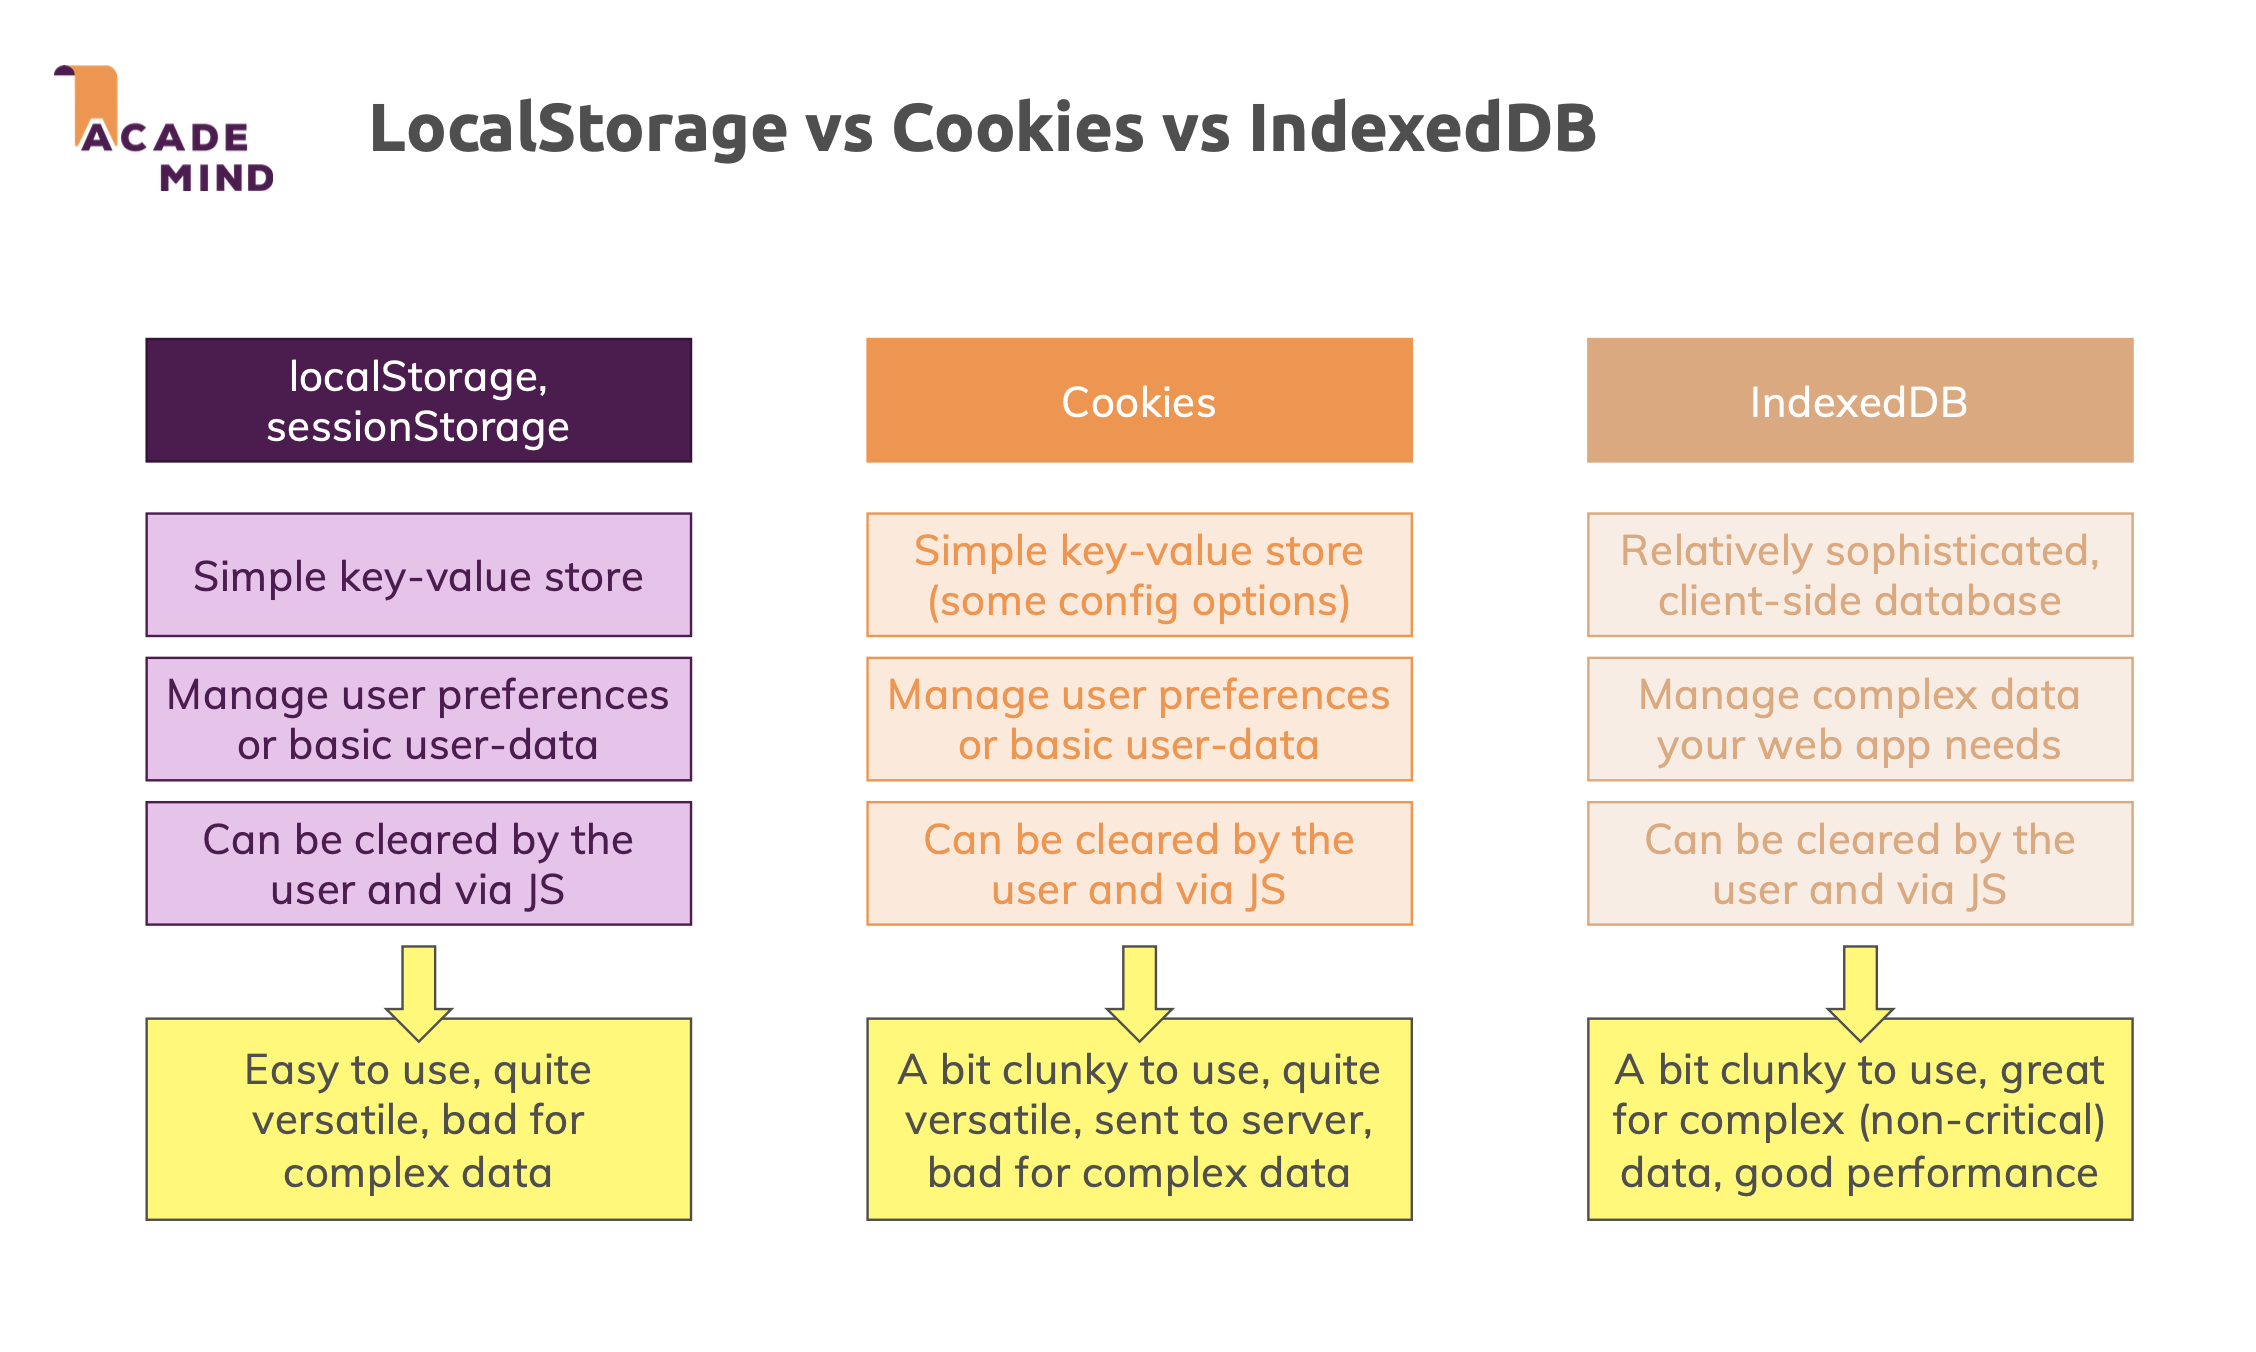 ACADE
MIND
LocalStorage vs Cookies vs IndexedDB
localStorage,
sessionStorage
Simple key-value store
Manage user preferences
or basic user-data
Can be cleared by the
user and via JS
Easy to use, quite
versatile, bad for
complex data
Cookies
Simple key-value store
(some config options)
Manage user preferences
or basic user-data
Can be cleared by the
user and via JS
A bit clunky to use, quite
versatile, sent to server,
bad for complex data
IndexedDB
Relatively sophisticated,
client-side database
Manage complex data
your web app needs
Can be cleared by the
user and via JS
A bit clunky to use, great
for complex (non-critical)
data, good performance